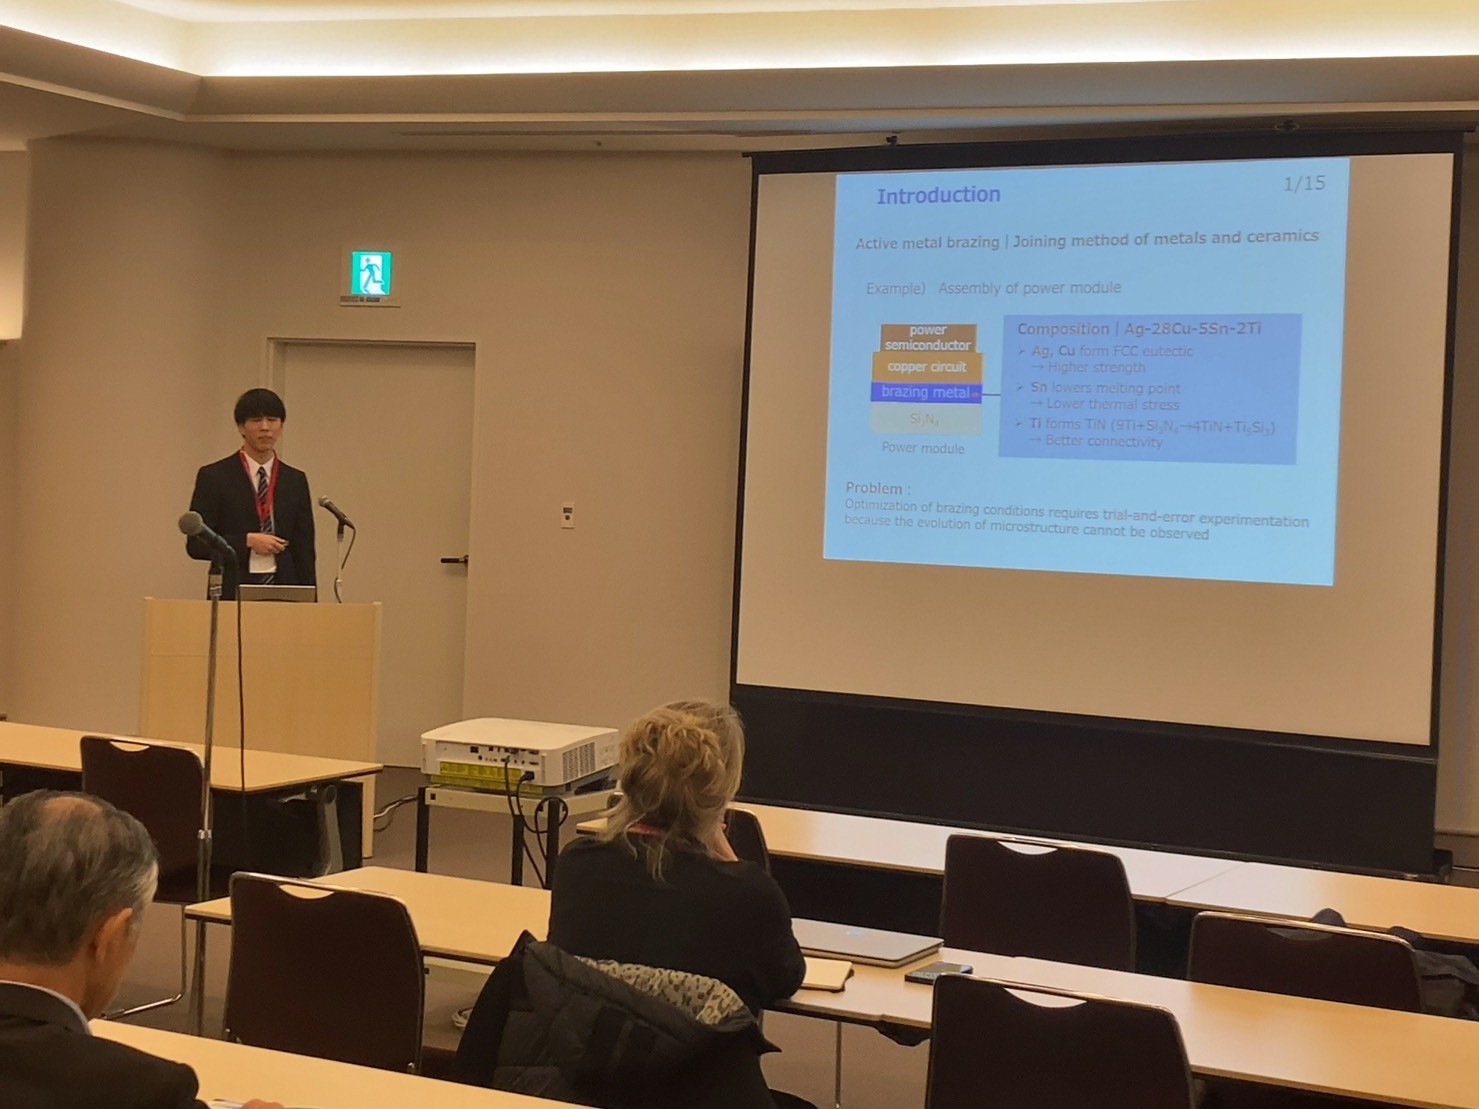 Introduction
1/15
Active metal brazing | Joining method of metals and ceramics
Example) Assembly of power module
power
semiconductor
copper circuit
brazing metal
Si₃N₄
Power module
Composition | Ag-28Cu-5Sn-2Ti
➢ Ag, Cu form FCC eutectic
→ Higher strength
➢ Sn lowers melting point
→ Lower thermal stress
➢ Ti forms TiN (9Ti+Si₃N₄→4TiN+Ti₅Si₃)
→ Better connectivity
Problem :
Optimization of brazing conditions requires trial-and-error experimentation
because the evolution of microstructure cannot be observed